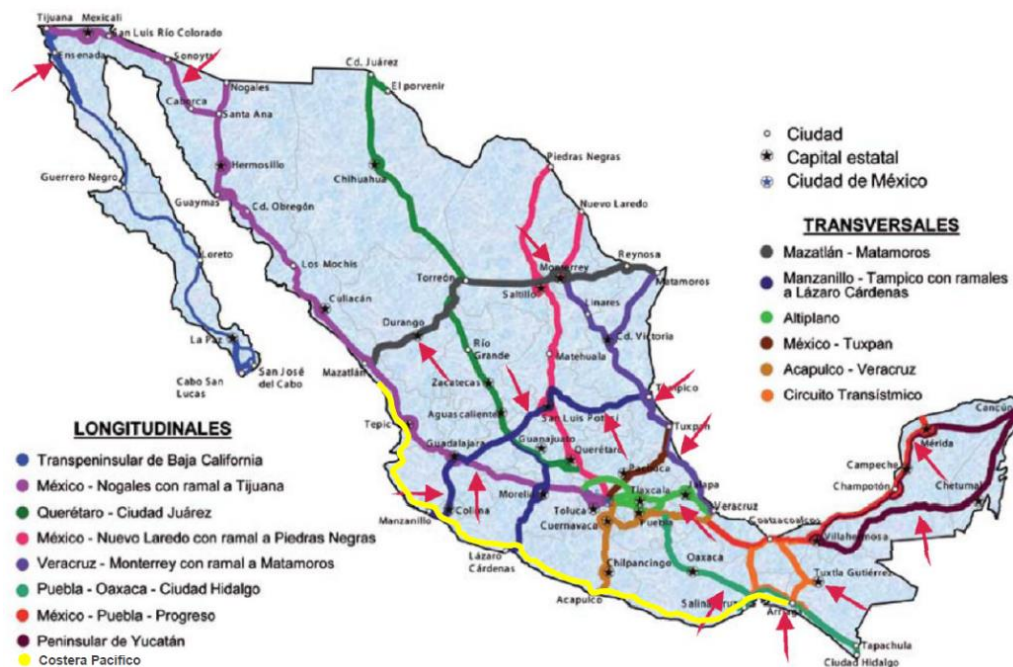 Tijuana
Mexicali
San Luis Río Colorado
Ensenada
Sonoyta
Nogales
Caborca
Santa Ana
Hermosillo
Guerrero Negro
Guaymas
Cd. Obregón
Loreto
Los Mochis
Culiacán
La Paz
Cabo San
Lucas
San José
del Cabo
Mazatlán
Cd. Juárez
El porvenir
Chihuahua
Piedras Negras
Nuevo Laredo
Torreón
Saltillo
Monterrey
Reynosa
Matamoros
Linares
Durango
Cd. Victoria
Río
Grande
Matehuala
Zacatecas
Tampico
Aguascalientes
San Luis Potosí
Tepic
Guadalajara
Guanajuato
Querétaro
Tuxpan
Pachuca
Manzanillo
Colima
Morelia
Toluca
Tlaxcala
Jalapa
Cuernavaca
Puebla
Veracruz
Lázaro
Cárdenas
Chilpancingo
Acapulco
Oaxaca
Salina Cruz
Coatzacoalcos
Villahermosa
Tuxtla Gutiérrez
Arriaga
Tapachula
Ciudad Hidalgo
Mérida
Cancún
Campeche
Champotón
Chetumal
Ciudad
Capital estatal
Ciudad de México
TRANSVERSALES
Mazatlán - Matamoros
Manzanillo - Tampico con ramales
a Lázaro Cárdenas
Altiplano
México - Tuxpan
Acapulco - Veracruz
Circuito Transístmico
LONGITUDINALES
Transpeninsular de Baja California
México - Nogales con ramal a Tijuana
Querétaro - Ciudad Juárez
México - Nuevo Laredo con ramal a Piedras Negras
Veracruz - Monterrey con ramal a Matamoros
Puebla - Oaxaca - Ciudad Hidalgo
México - Puebla - Progreso
Peninsular de Yucatán
Costera Pacifico